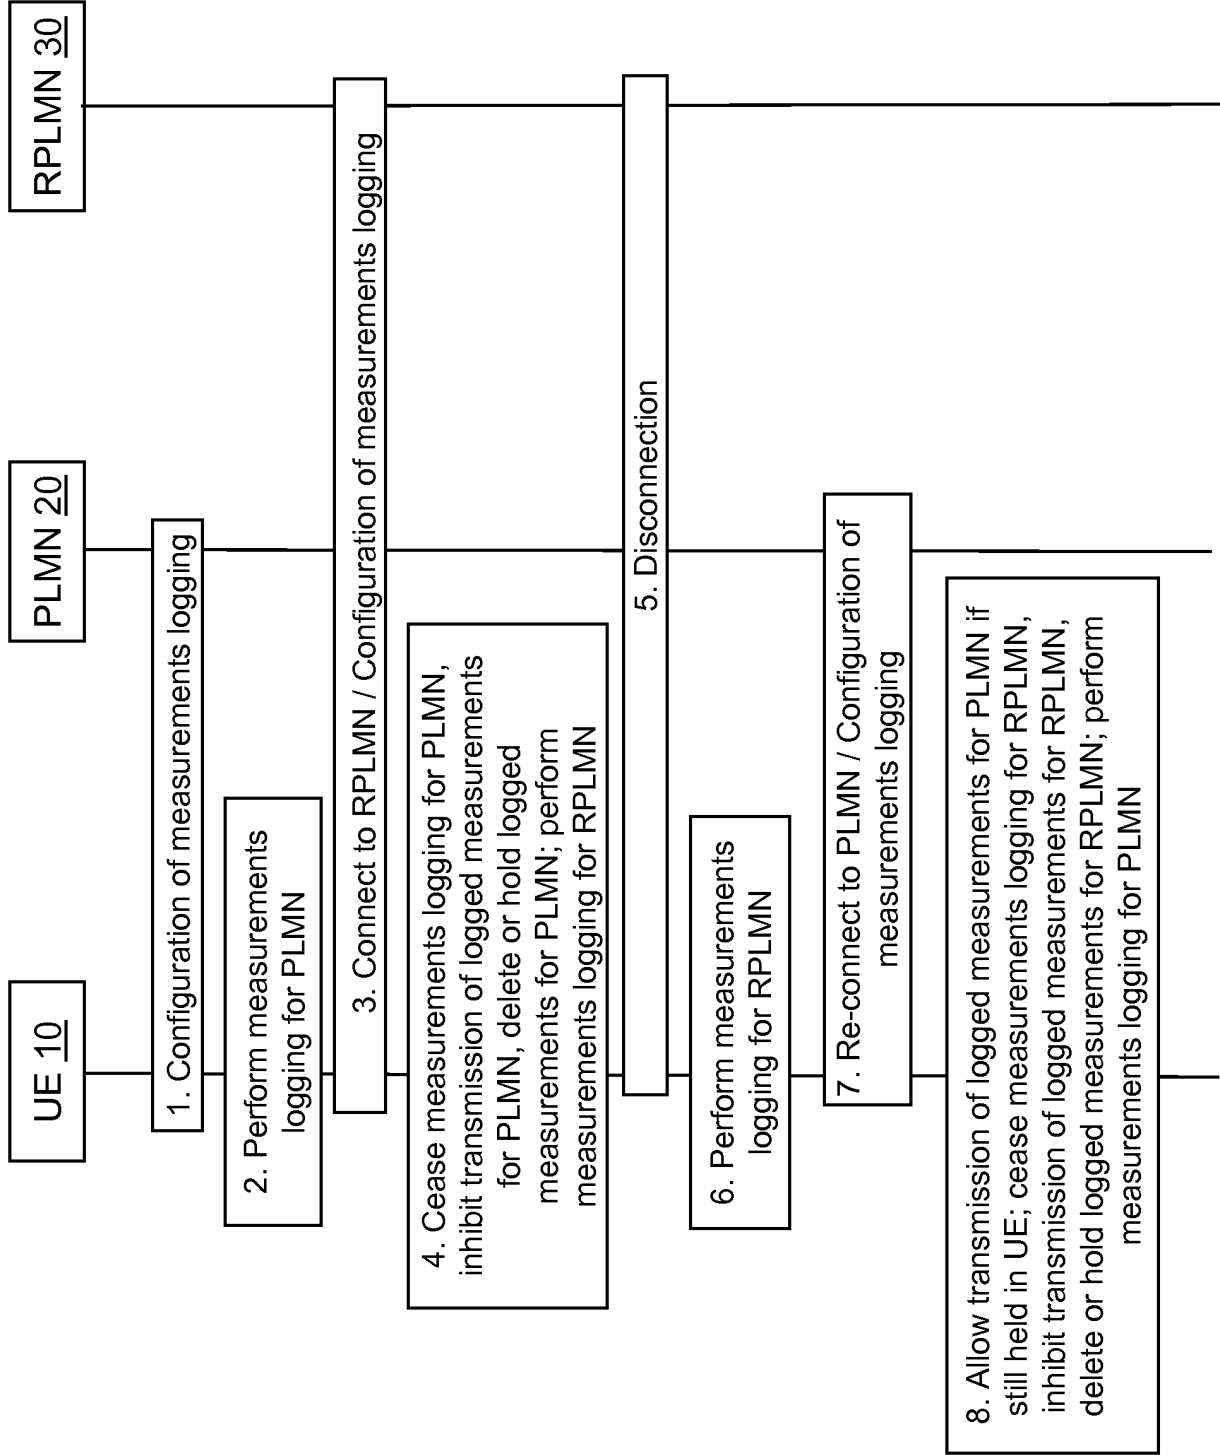 UE 10
PLMN 20
RPLMN 30
1. Configuration of measurements logging
2. Perform measurements
logging for PLMN
3. Connect to RPLMN / Configuration of measurements logging
4. Cease measurements logging for PLMN,
inhibit transmission of logged measurements
for PLMN, delete or hold logged
measurements for PLMN; perform
measurements logging for RPLMN
5. Disconnection
6. Perform measurements
logging for RPLMN
7. Re-connect to PLMN / Configuration of
measurements logging
8. Allow transmission of logged measurements for PLMN if
still held in UE; cease measurements logging for RPLMN,
inhibit transmission of logged measurements for RPLMN,
delete or hold logged measurements for RPLMN; perform
measurements logging for PLMN